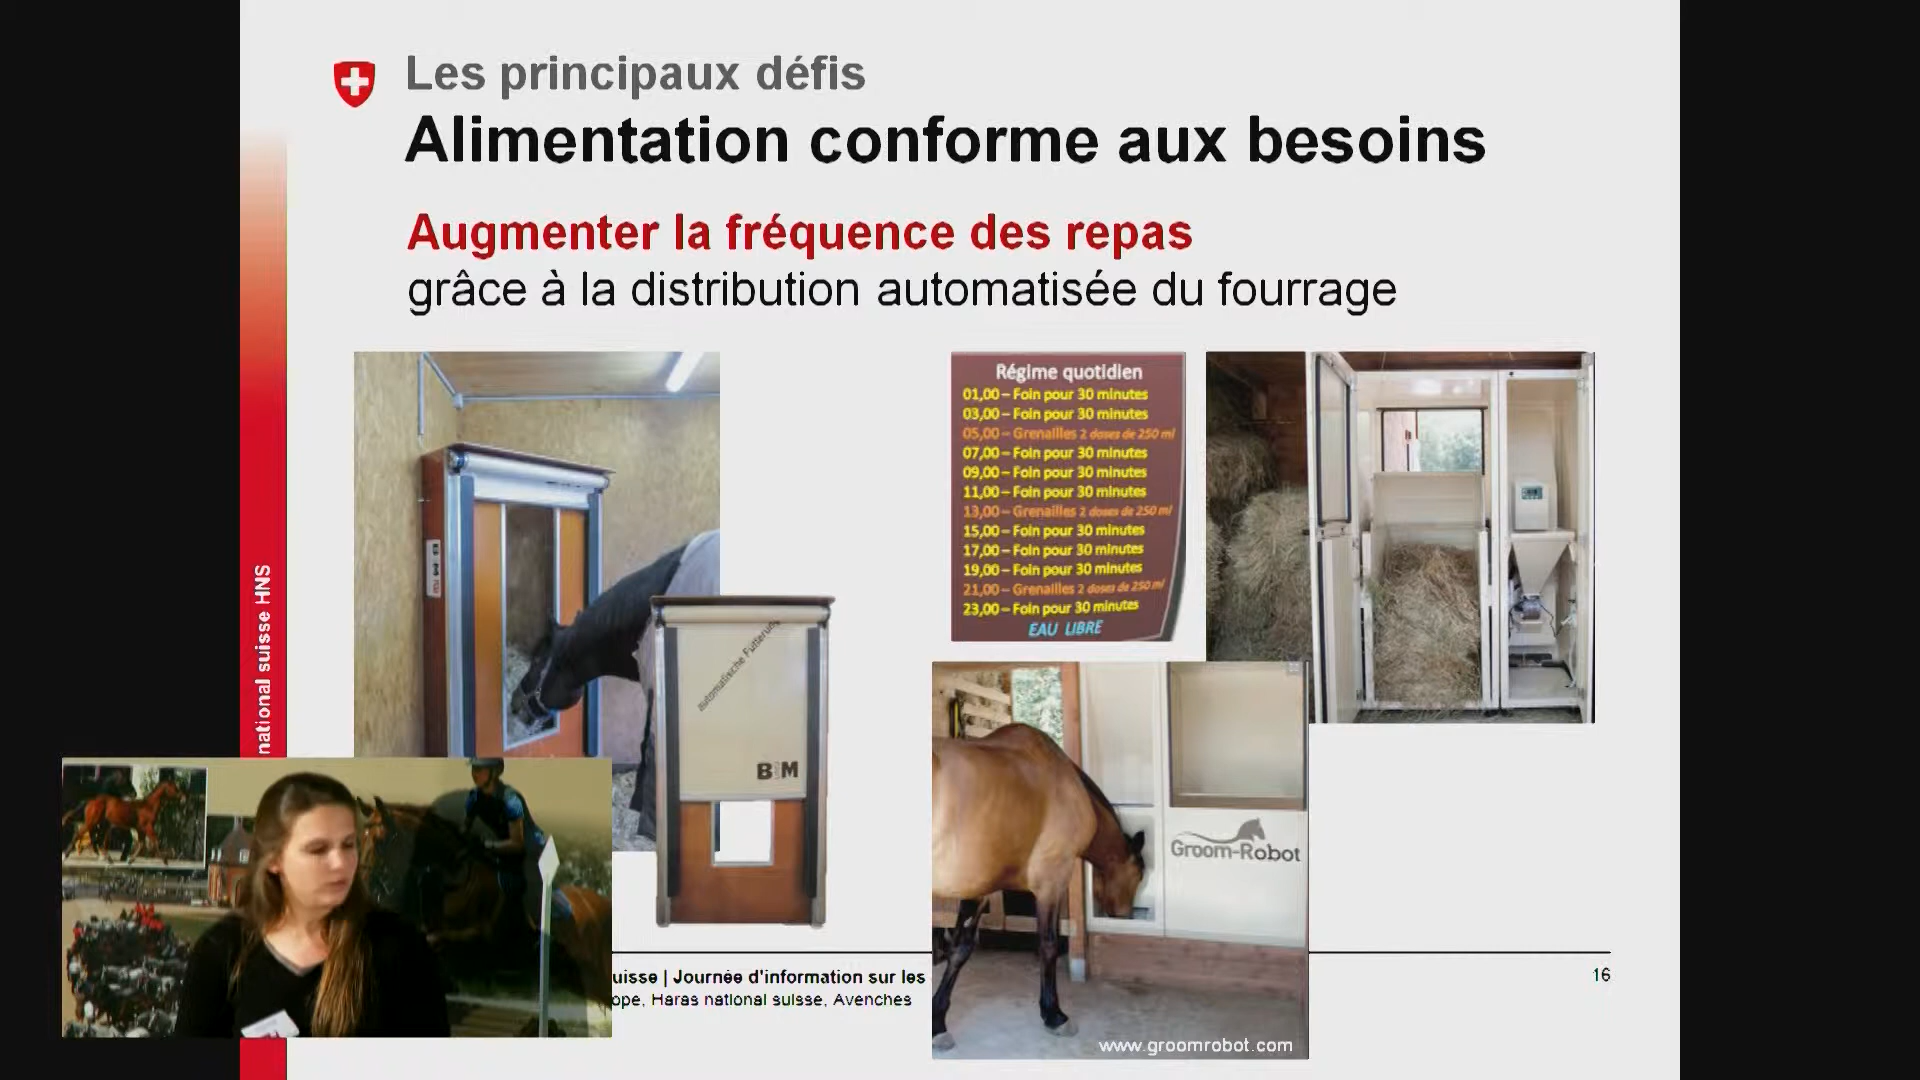 Les principaux défis
Alimentation conforme aux besoins
Augmenter la fréquence des repas
grâce à la distribution automatisée du fourrage
Régime quotidien
01,00 – Foin pour 30 minutes
03,00 – Foin pour 30 minutes
05,00 – Grenailles 2 doses de 250 ml
07,00 – Foin pour 30 minutes
09,00 – Foin pour 30 minutes
11,00 – Foin pour 30 minutes
13,00 – Grenailles 2 doses de 250 ml
15,00 – Foin pour 30 minutes
17,00 – Foin pour 30 minutes
19,00 – Foin pour 30 minutes
21,00 – Grenailles 2 doses de 250 ml
23,00 – Foin pour 30 minutes
EAU LIBRE
automatische Fütterung
B M
Groom-Robot
www.groomrobot.com
national suisse HNS
uisse | Journée d'information sur les
ope, Haras national suisse, Avenches
16